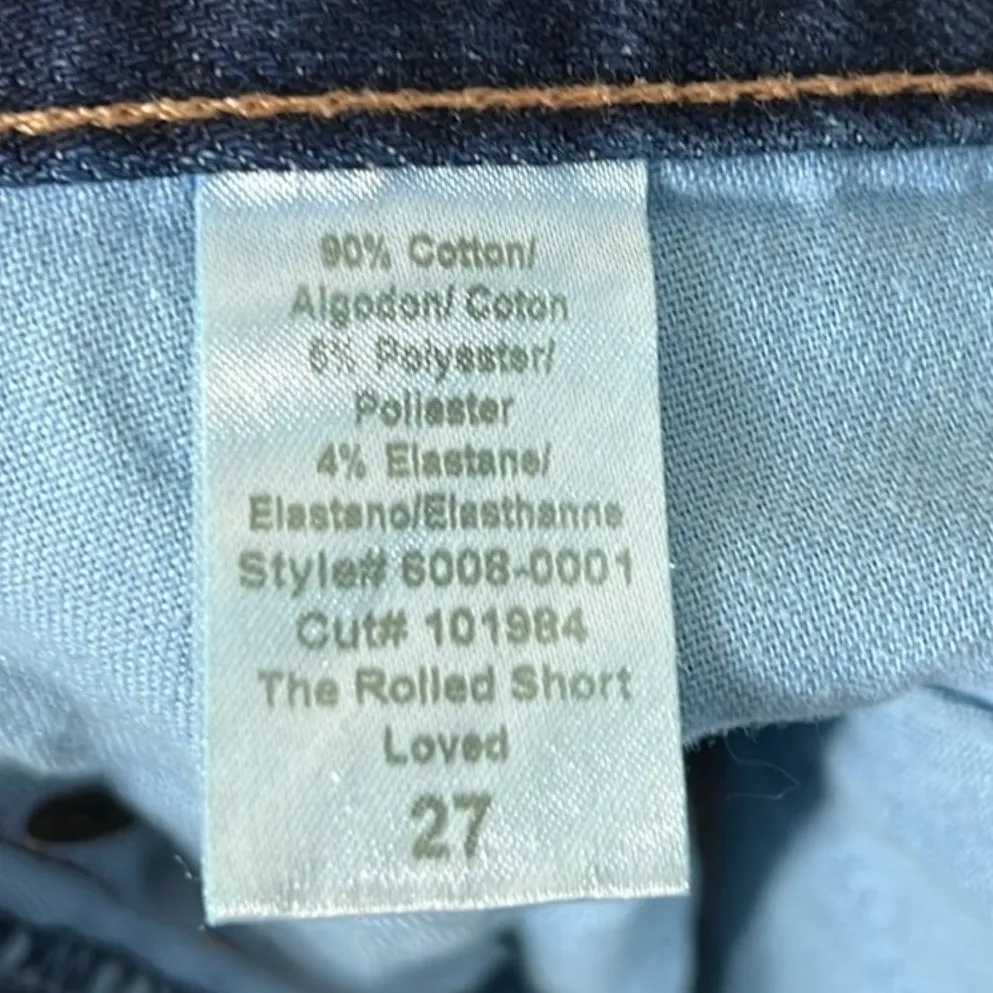 90% Cotton/
Algodon/ Coton
6% Polyester/
Poliester
4% Elastane/
Elastano/Elasthanne
Style# 6008-0001
Cut# 101984
The Rolled Short
Loved
27